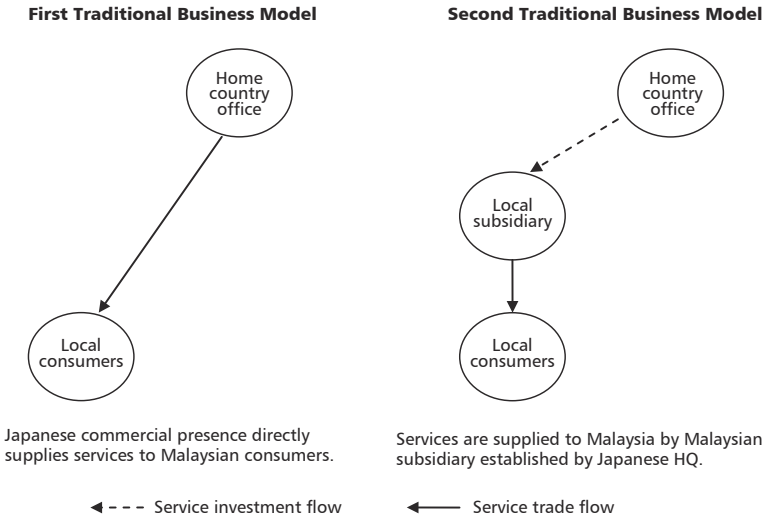 First Traditional Business Model
Home
country
office
Local
consumers
Japanese commercial presence directly
supplies services to Malaysian consumers.
Second Traditional Business Model
Home
country
office
Local
subsidiary
Local
consumers
Services are supplied to Malaysia by Malaysian
subsidiary established by Japanese HQ.
Service investment flow
Service trade flow